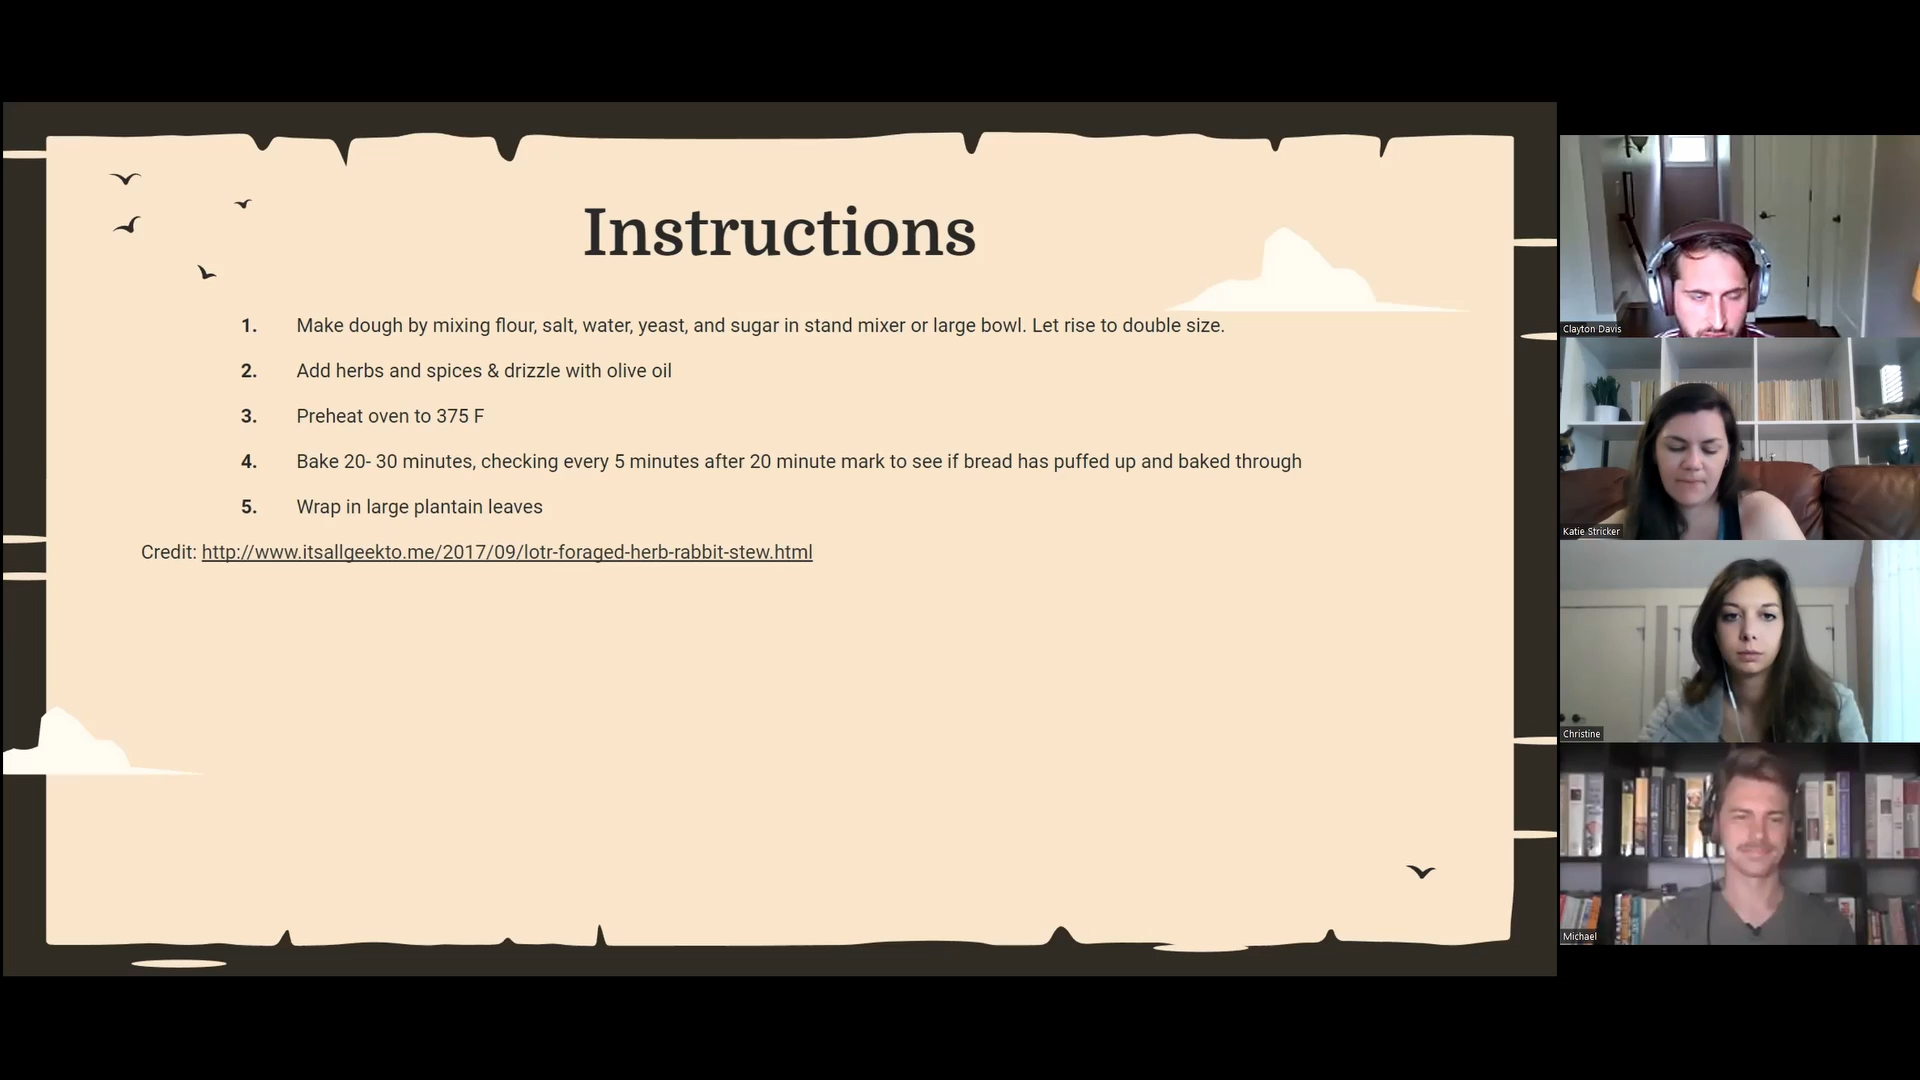 Instructions
1. Make dough by mixing flour, salt, water, yeast, and sugar in stand mixer or large bowl. Let rise to double size.
2. Add herbs and spices & drizzle with olive oil
3. Preheat oven to 375 F
4. Bake 20- 30 minutes, checking every 5 minutes after 20 minute mark to see if bread has puffed up and baked through
5. Wrap in large plantain leaves
Credit: http://www.itsallgeekto.me/2017/09/lotr-foraged-herb-rabbit-stew.html
Clayton Davis
Katie Stricker
Christine
Michael